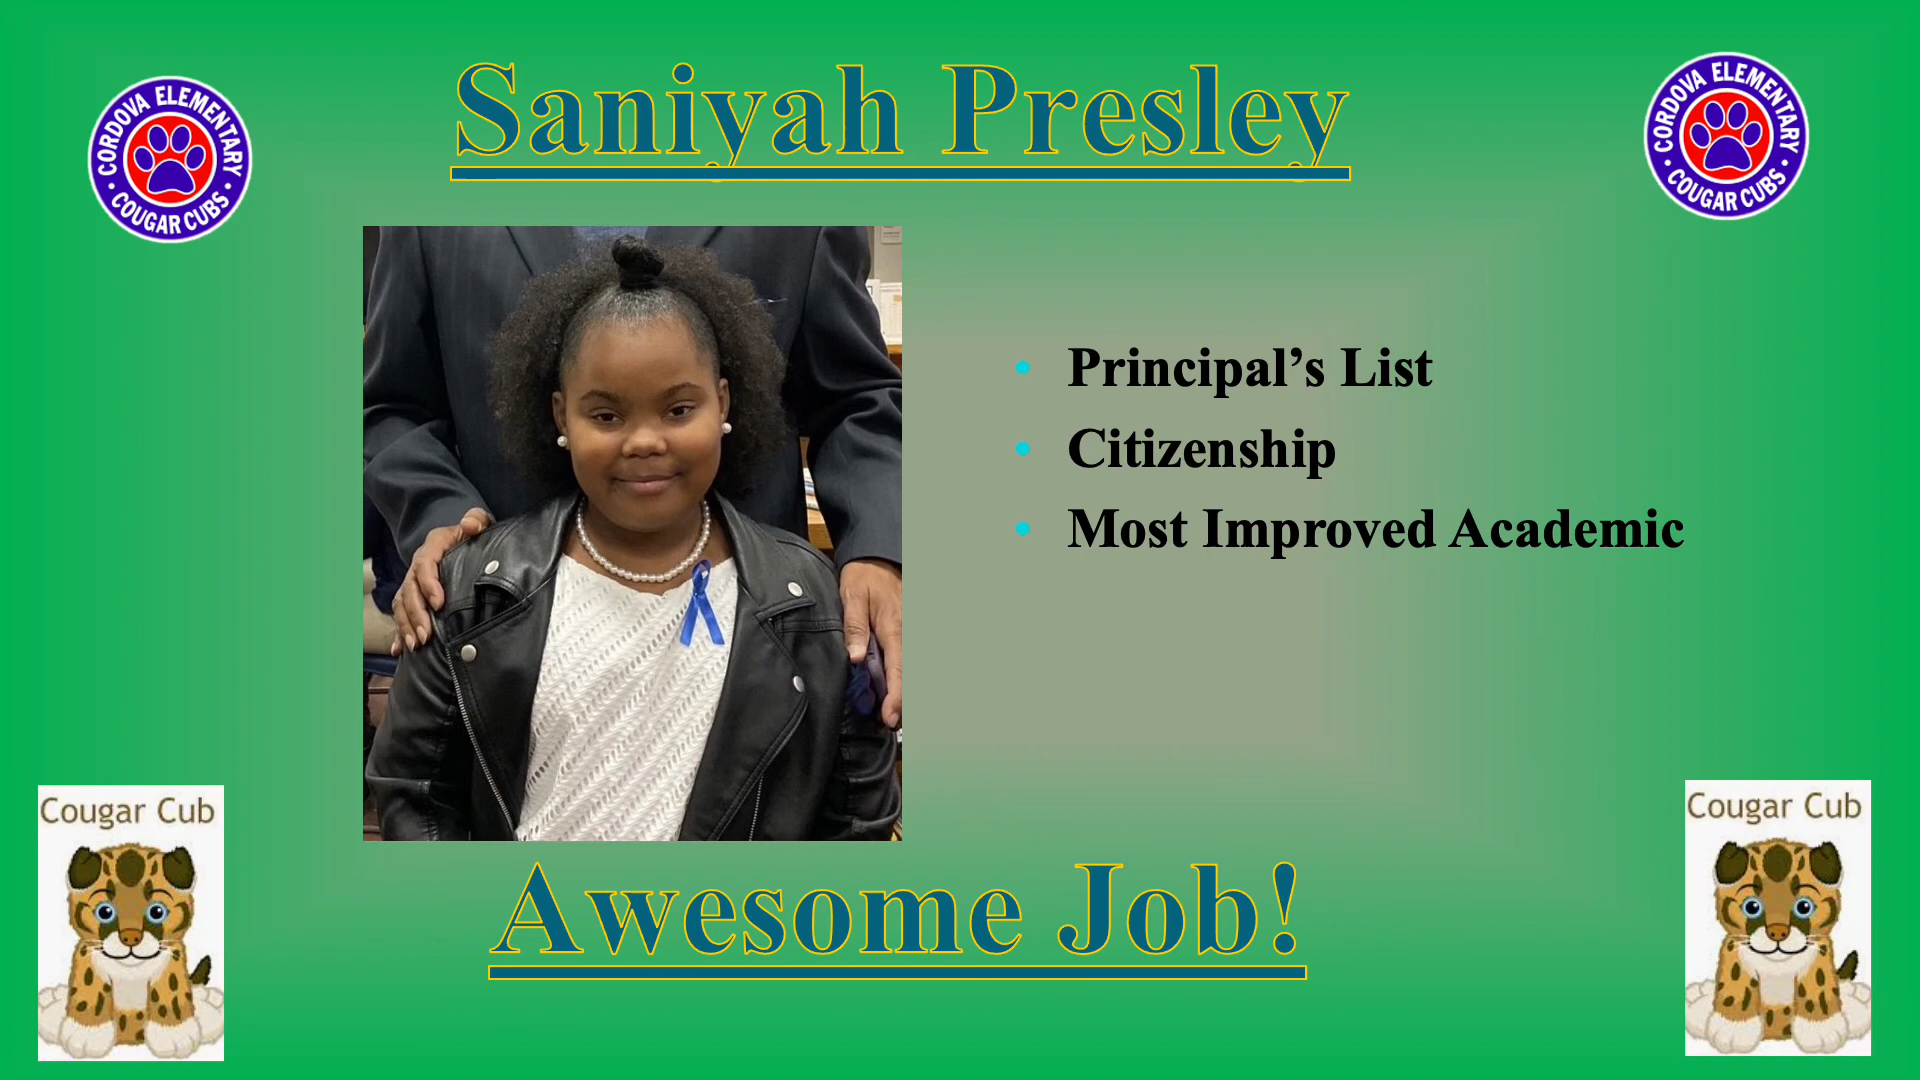 Saniyah Presley
CORDOVA ELEMENTARY
• COUGAR CUBS •
CORDOVA ELEMENTARY
• COUGAR CUBS •
• Principal’s List
• Citizenship
• Most Improved Academic
Cougar Cub
Cougar Cub
Awesome Job!